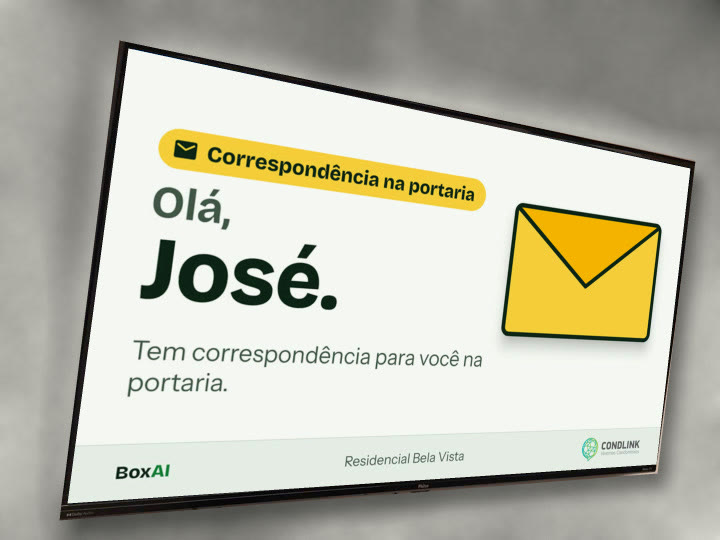 Correspondência na portaria
Olá,
José.
Tem correspondência para você na
portaria.
BoxAI
Residencial Bela Vista
CONDLINK